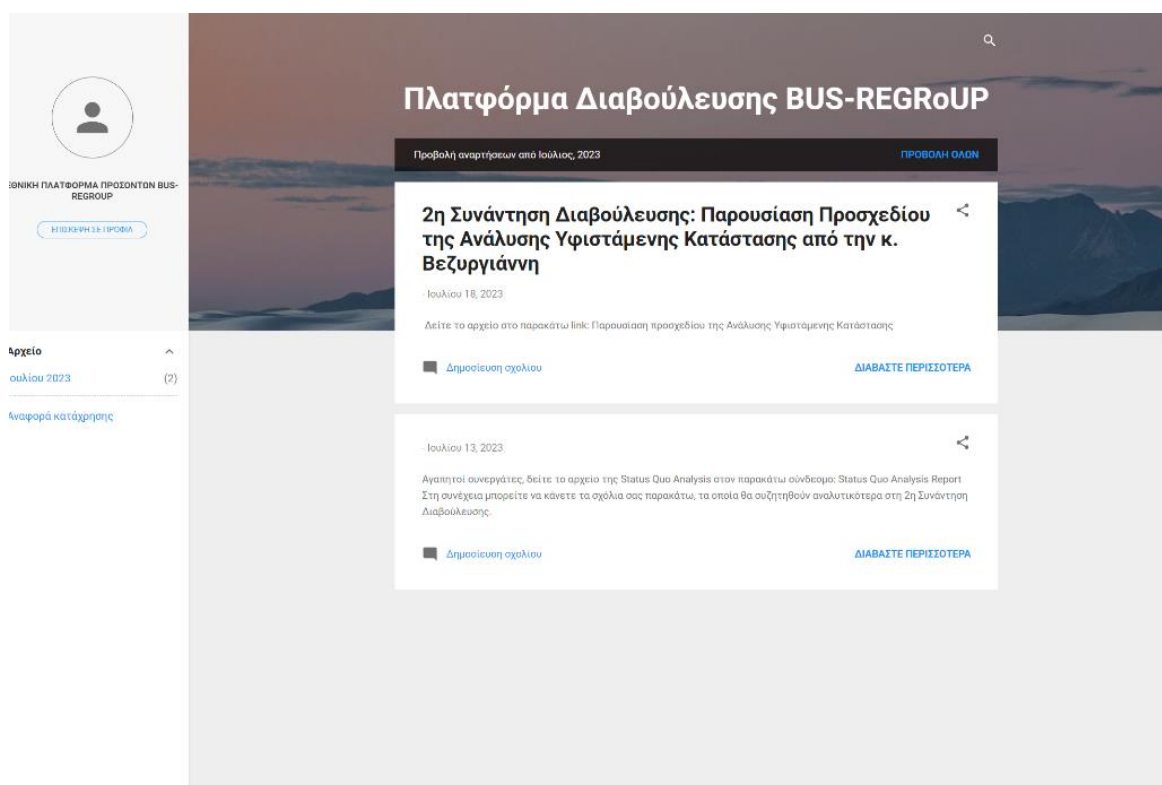 Πλατφόρμα Διαβούλευσης BUS-REGRoUP
Προβολή αναρτήσεων από Ιούλιος, 2023
ΠΡΟΒΟΛΗ ΟΛΩΝ
ΕΘΝΙΚΗ ΠΛΑΤΦΟΡΜΑ ΠΡΟΣΟΝΤΩΝ BUS-
REGROUP
ΕΠΙΣΚΕΨΗ ΣΕ ΠΡΟΦΙΛ
Αρχείο
ουλίου 2023 (2)
Αναφορά κατάχρησης
2η Συνάντηση Διαβούλευσης: Παρουσίαση Προσχεδίου
της Ανάλυσης Υφιστάμενης Κατάστασης από την κ.
Βεζυργιάννη
- Ιουλίου 18, 2023
Δείτε το αρχείο στο παρακάτω link: Παρουσίαση προσχεδίου της Ανάλυσης Υφιστάμενης Κατάστασης
Δημοσίευση σχολίου
ΔΙΑΒΑΣΤΕ ΠΕΡΙΣΣΟΤΕΡΑ
- Ιουλίου 13, 2023
Αγαπητοί συνεργάτες, δείτε το αρχείο της Status Quo Analysis στον παρακάτω σύνδεσμο: Status Quo Analysis Report
Στη συνέχεια μπορείτε να κάνετε τα σχόλια σας παρακάτω, τα οποία θα συζητηθούν αναλυτικότερα στη 2η Συνάντηση
Διαβούλευσης.
Δημοσίευση σχολίου
ΔΙΑΒΑΣΤΕ ΠΕΡΙΣΣΟΤΕΡΑ